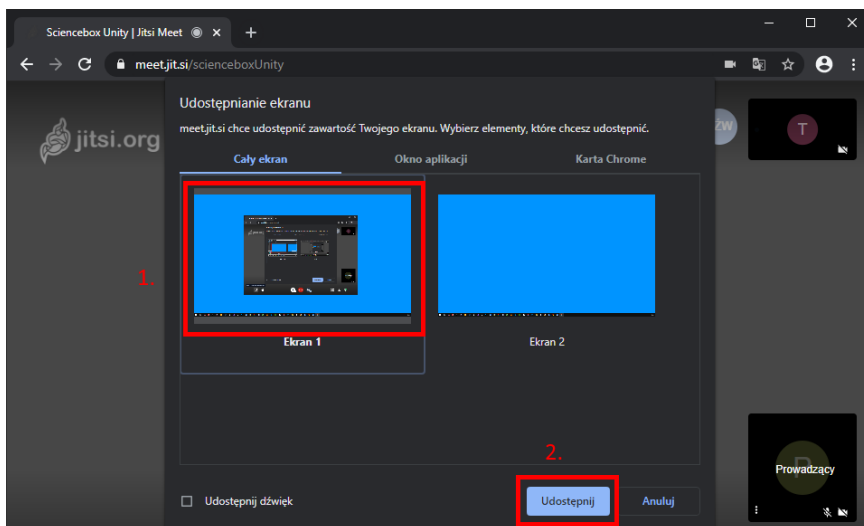 Sciencebox Unity | Jitsi Meet
meet.jit.si/scienceboxUnity
jitsi.org
Udostępnianie ekranu
meet.jit.si chce udostępnić zawartość Twojego ekranu. Wybierz elementy, które chcesz udostępnić.
Cały ekran Okno aplikacji Karta Chrome
ŹW
T
1.
Ekran 1 Ekran 2
2.
Prowadzący
Udostępnij dźwięk Udostępnij Anuluj